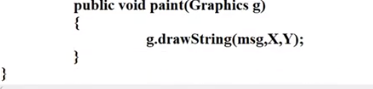 public void paint(Graphics g)
{
g.drawString(msg,X,Y);
}
}